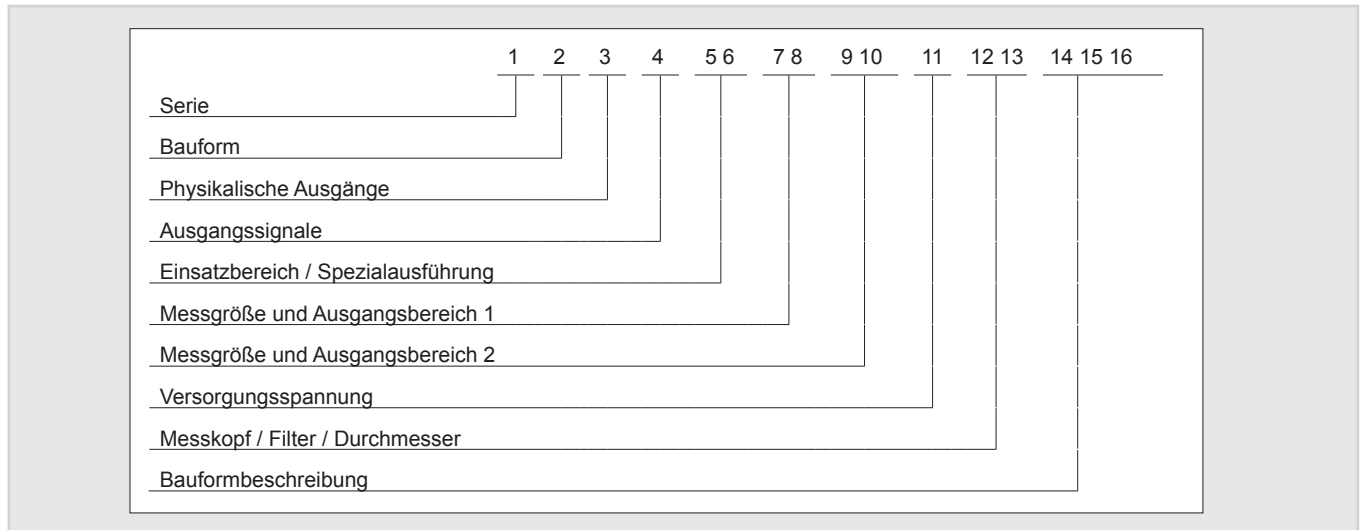 1 2 3 4 5 6 7 8 9 10 11 12 13 14 15 16
Serie
Bauform
Physikalische Ausgänge
Ausgangssignale
Einsatzbereich / Spezialausführung
Messgröße und Ausgangsbereich 1
Messgröße und Ausgangsbereich 2
Versorgungsspannung
Messkopf / Filter / Durchmesser
Bauformbeschreibung